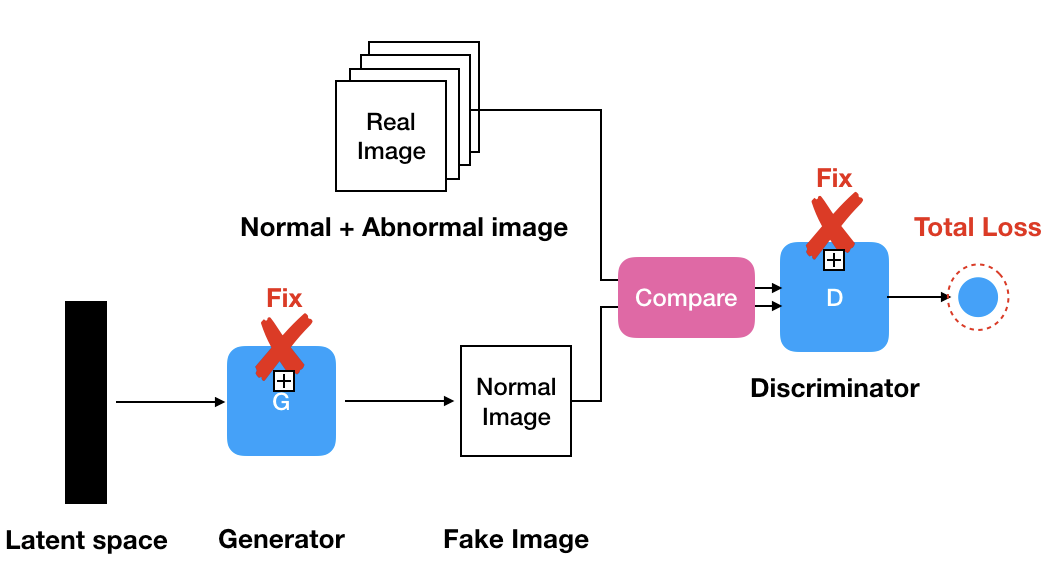 Real
Image
Normal + Abnormal image
Fix
Total Loss
Compare
D
Discriminator
Fix
G
Normal
Image
Latent space
Generator
Fake Image